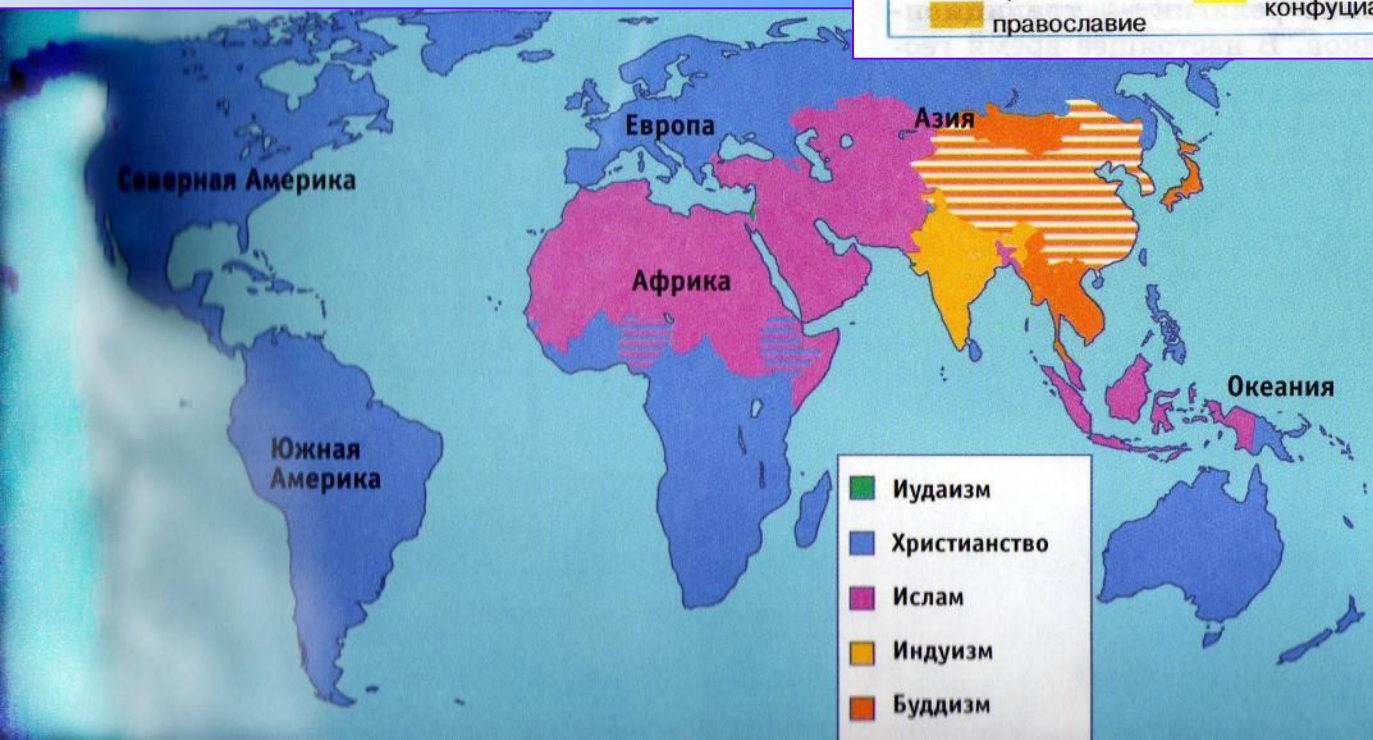 конфуциа
православие
Европа
Азия
Северная Америка
Африка
Океания
Южная
Америка
Иудаизм
Христианство
Ислам
Индуизм
Буддизм